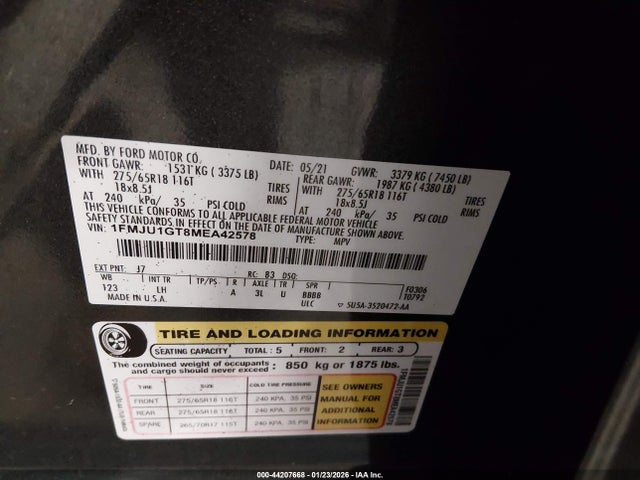 MFD. BY FORD MOTOR CO.
DATE: 05/21 GVWR: 3379 KG ( 7450 LB)
FRONT GAWR: 1531 KG ( 3375 LB) REAR GAWR: 1987 KG ( 4380 LB)
WITH 275/65R18 116T TIRES WITH 275/65R18 116T TIRES
18x8.5J RIMS 18x8.5J RIMS
AT 240 kPa/ 35 PSI COLD AT 240 kPa/ 35 PSI COLD
THIS VEHICLE CONFORMS TO ALL APPLICABLE FEDERAL MOTOR VEHICLE
SAFETY STANDARDS IN EFFECT ON THE DATE OF MANUFACTURE SHOWN ABOVE.
VIN: 1FMJU1GT8MEA42578 TYPE: MPV
EXT PNT: J7 RC: 83 DSO:
WB INT TR TP/PS R AXLE TR SPR F0306
123 LH A 3L U BBBB 10792
MADE IN U.S.A. ULC 5U5A-3520472-AA
TIRE AND LOADING INFORMATION
SEATING CAPACITY TOTAL: 5 FRONT: 2 REAR: 3
The combined weight of occupants and cargo should never exceed : 850 kg or 1875 lbs.
TIRE SIZE COLD TIRE PRESSURE
FRONT 275/65R18 116T 240 KPA, 35 PSI
REAR 275/65R18 116T 240 KPA, 35 PSI
SPARE 265/70R17 115T 240 KPA, 35 PSI
SEE OWNERS
MANUAL FOR
ADDITIONAL
INFORMATION
000-44207668 - 01/23/2026 - ©IAA Inc.